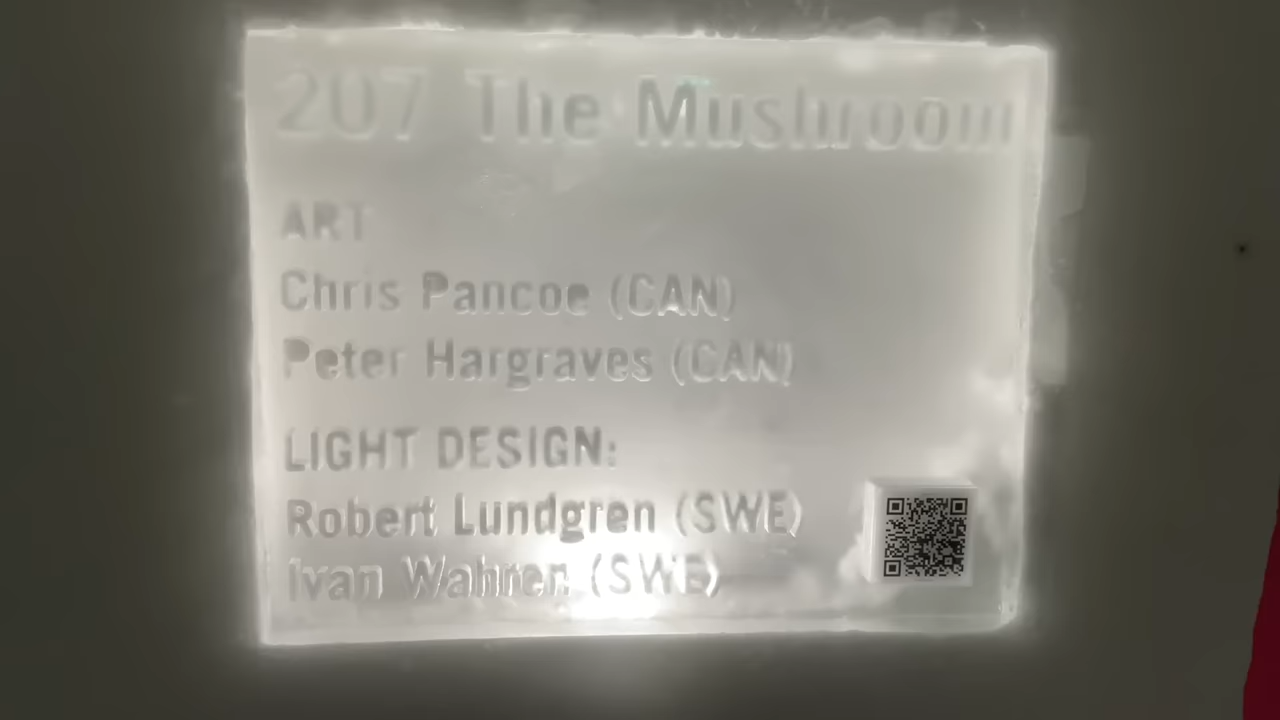 207 The Mushroom
ART
Chris Pancoe (CAN)
Peter Hargraves (CAN)
LIGHT DESIGN:
Robert Lundgren (SWE)
Ivan Wahren (SWE)